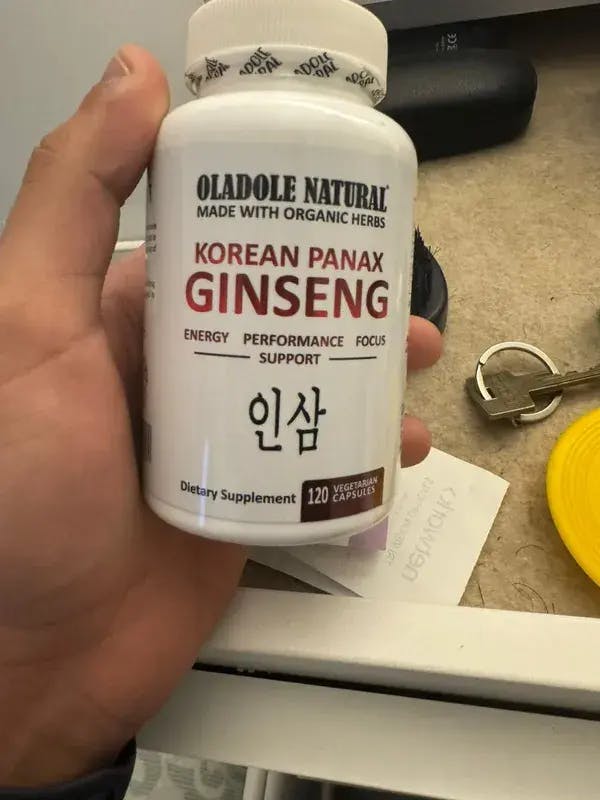 OLADOLE NATURAL
MADE WITH ORGANIC HERBS
KOREAN PANAX
GINSENG
ENERGY PERFORMANCE FOCUS
SUPPORT
인삼
Dietary Supplement
120 VEGETARIAN
CAPSULES
network